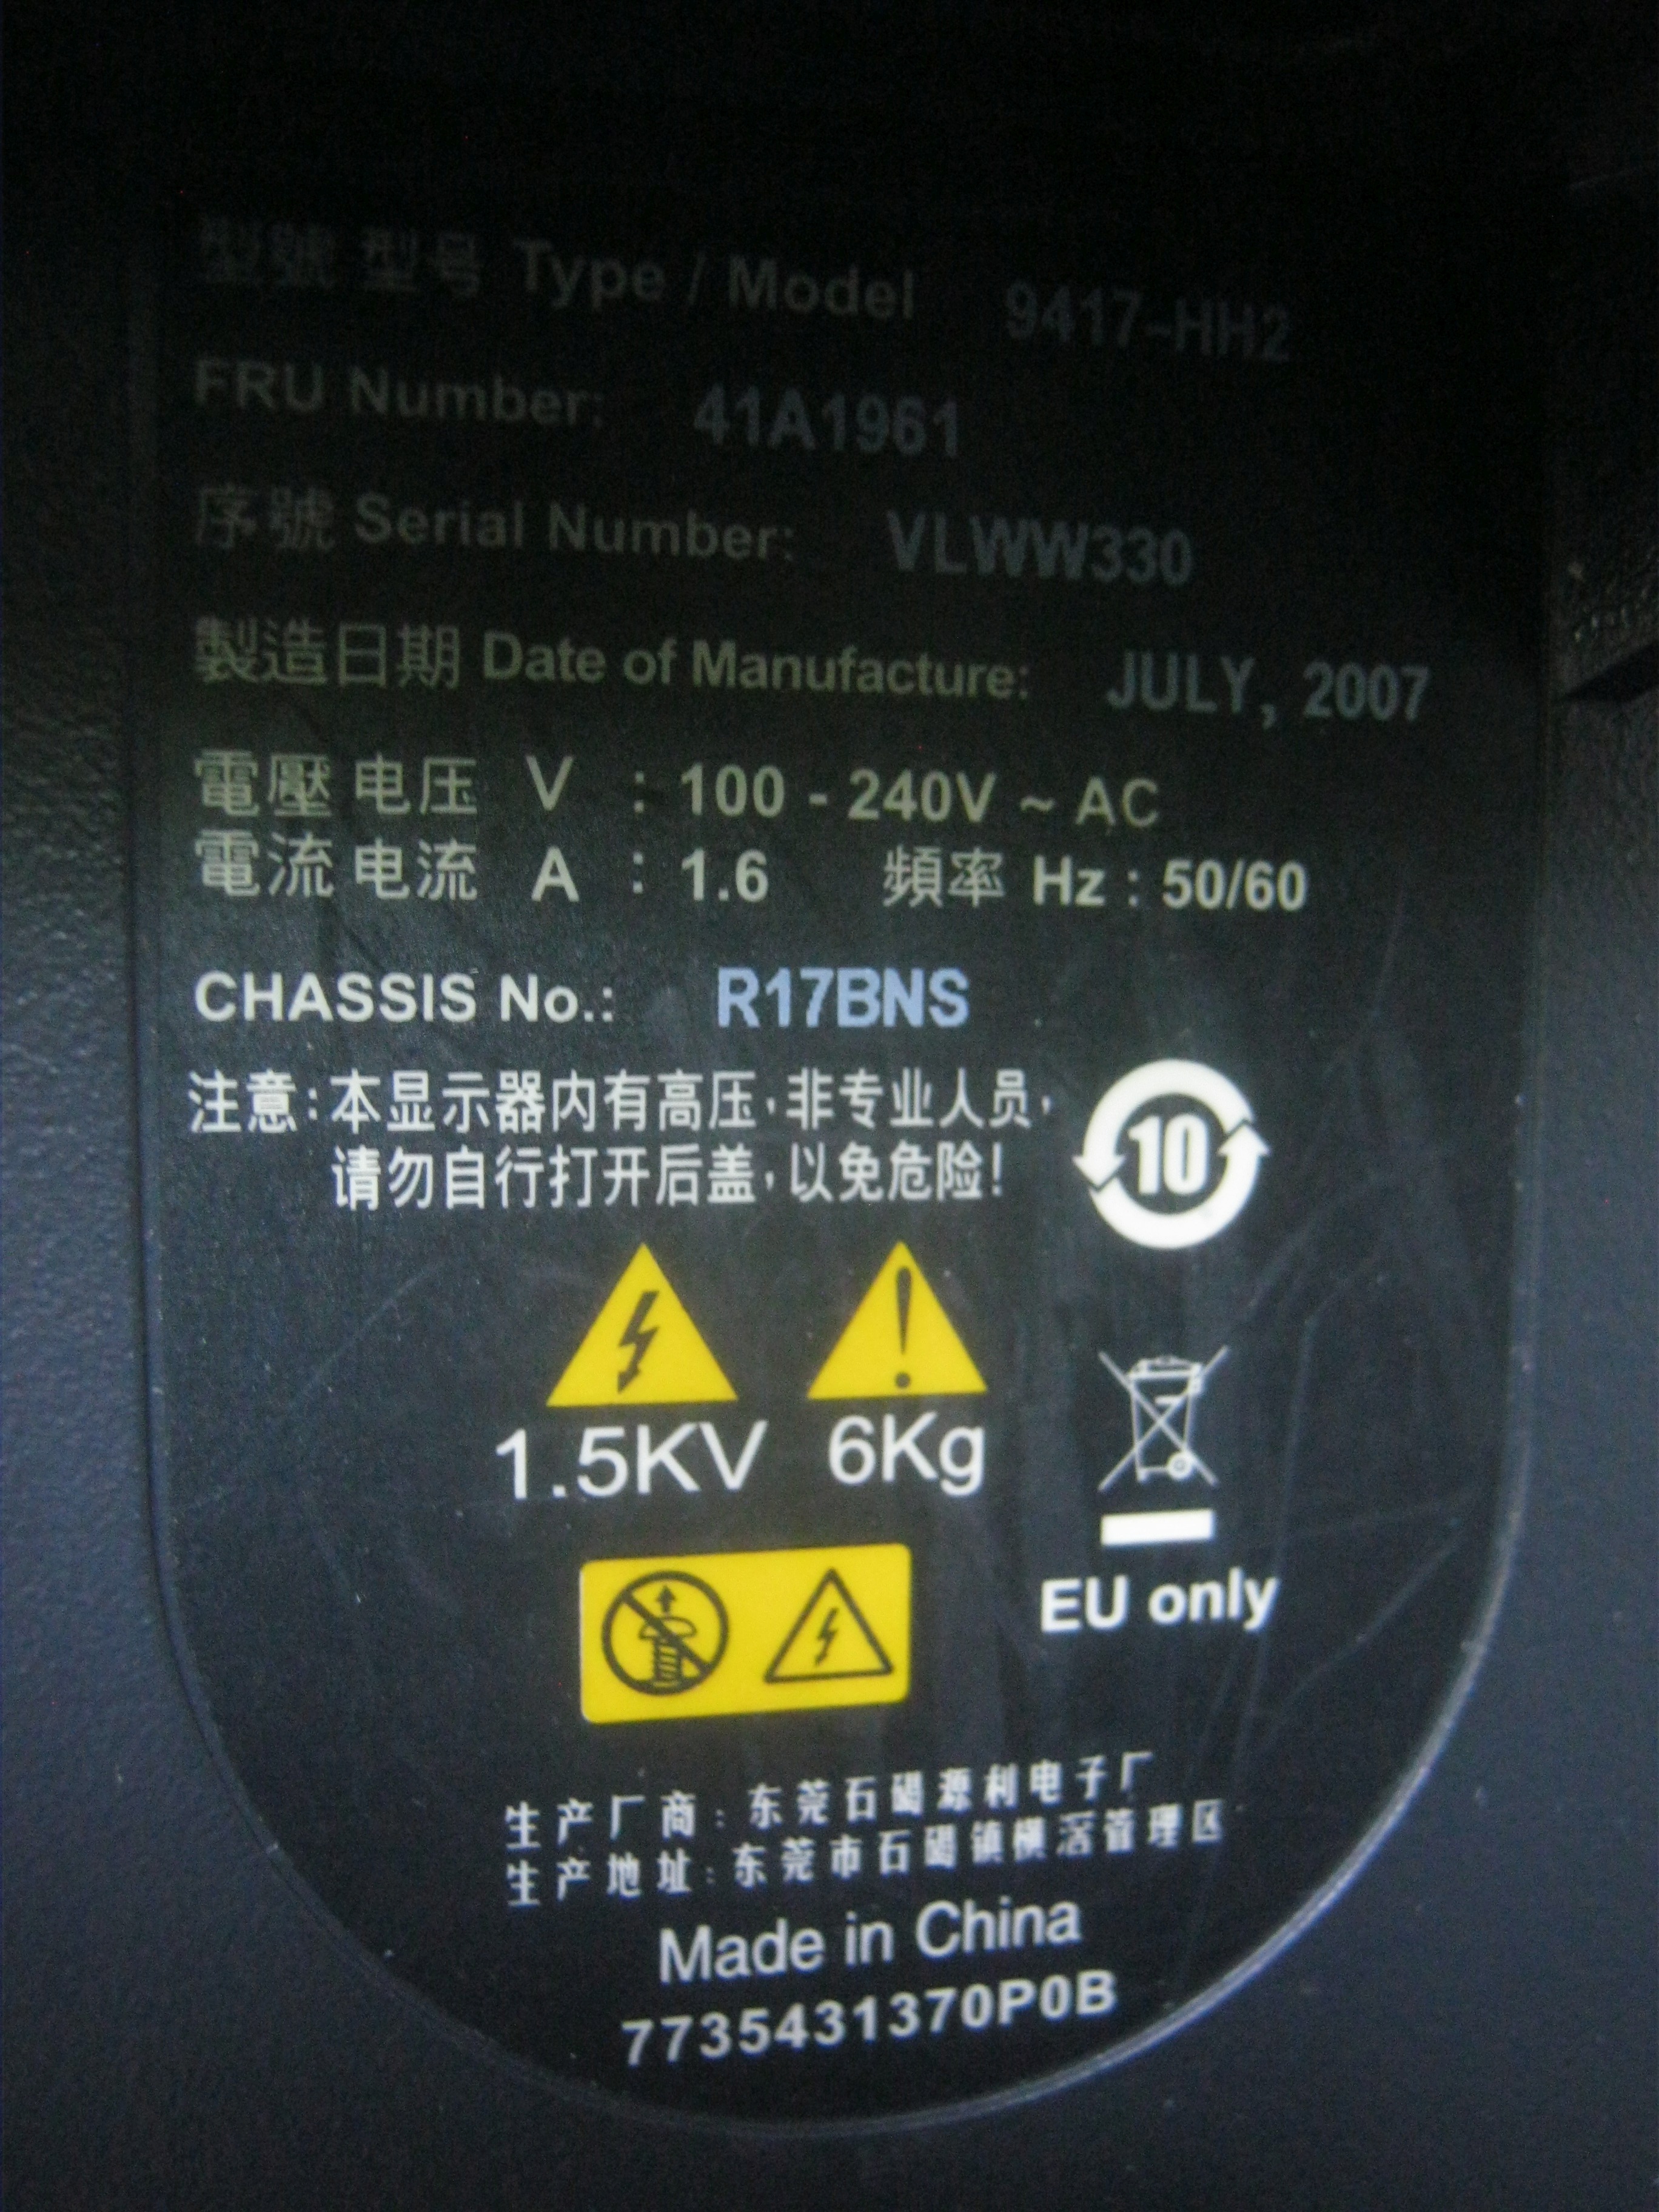 型號 型号 Type / Model 9417-HH2
FRU Number: 41A1961
序號 Serial Number: VLWW330
製造日期 Date of Manufacture: JULY, 2007
電壓 电压 V : 100 - 240V ~ AC
電流 电流 A : 1.6 頻率 Hz : 50/60
CHASSIS No.: R17BNS
注意:本显示器内有高压,非专业人员,
请勿自行打开后盖,以免危险!
10
1.5KV 6Kg
EU only
生产厂商:东莞石碣源利电子厂
生产地址:东莞市石碣镇横滘管理区
Made in China
7735431370P0B